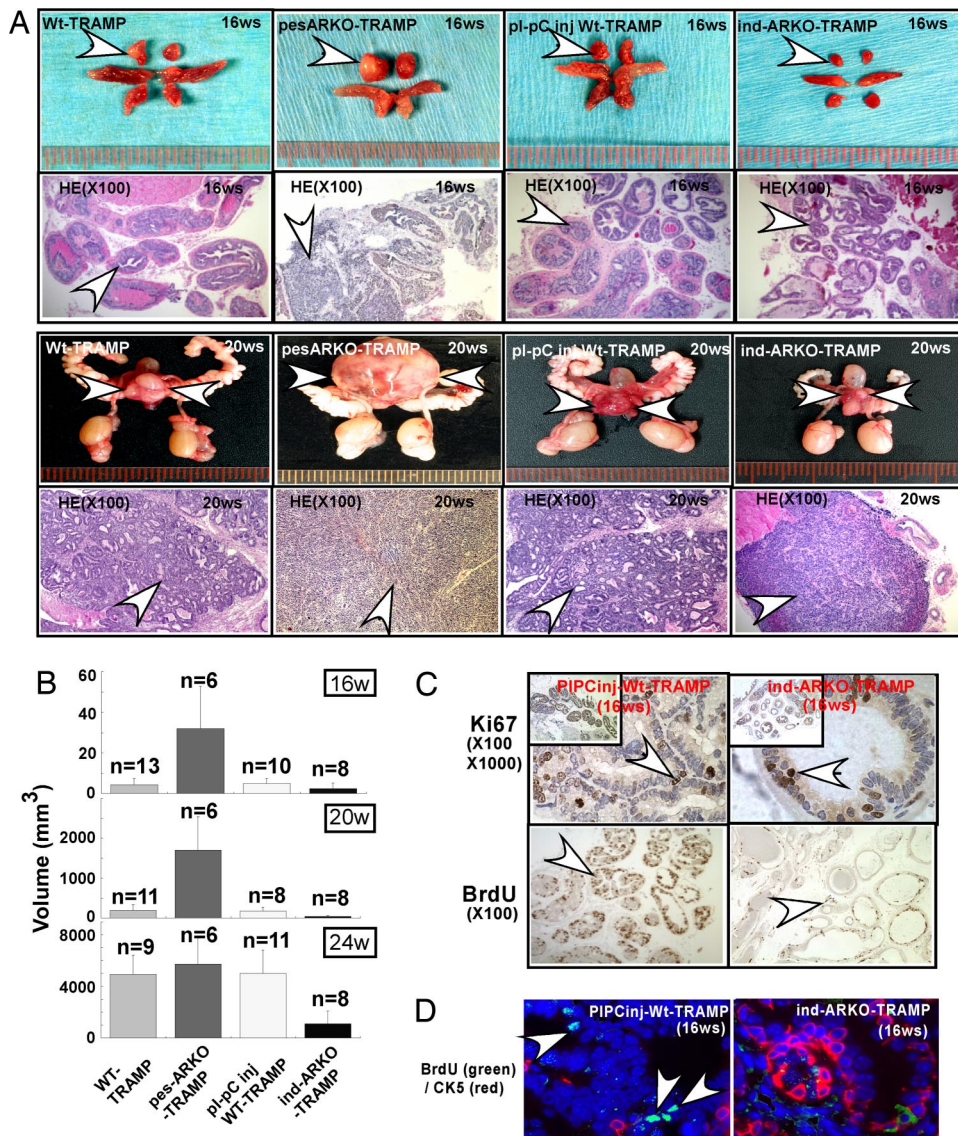 A
Wt-TRAMP 16ws
pesARKO-TRAMP 16ws
pl-pC inj Wt-TRAMP 16ws
ind-ARKO-TRAMP 16ws
HE(X100) 16ws
HE(X100) 16ws
HE(X100) 16ws
HE(X100) 16ws
Wt-TRAMP 20ws
pesARKO-TRAMP 20ws
pl-pC inj Wt-TRAMP 20ws
ind-ARKO-TRAMP 20ws
HE(X100) 20ws
HE(X100) 20ws
HE(X100) 20ws
HE(X100) 20ws
B
Volume (mm³)
60
40
20
0
16w
n=13
n=6
n=10
n=8
2000
1000
0
20w
n=11
n=6
n=8
n=8
8000
4000
0
24w
n=9
n=6
n=11
n=8
WT-
TRAMP
pes-ARKO
-TRAMP
pl-pC inj
WT-TRAMP
ind-ARKO
-TRAMP
C
PIPCinj-Wt-TRAMP
(16ws)
ind-ARKO-TRAMP
(16ws)
Ki67
(X100
X1000)
BrdU
(X100)
D
PIPCinj-Wt-TRAMP
(16ws)
ind-ARKO-TRAMP
(16ws)
BrdU (green)
/ CK5 (red)